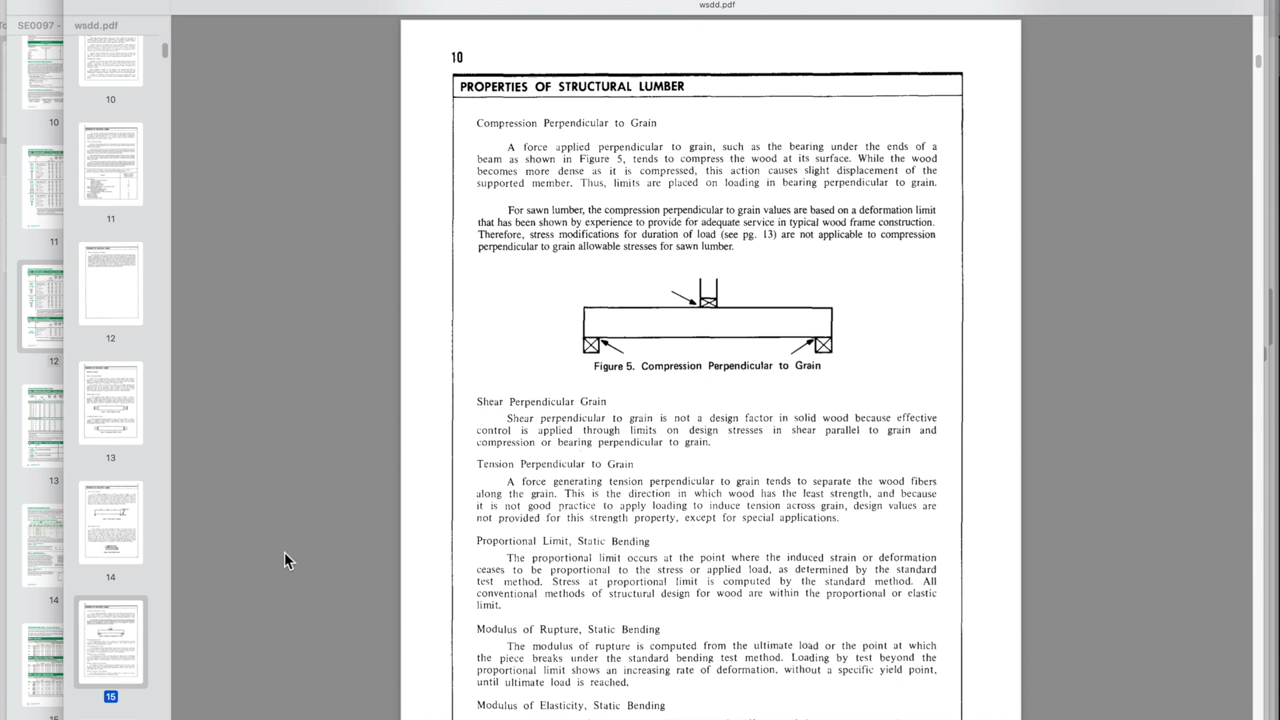 wsdd.pdf
SE0097 -
wsdd.pdf
10
11
12
13
14
10
11
12
13
14
15
10
PROPERTIES OF STRUCTURAL LUMBER
Compression Perpendicular to Grain
A force applied perpendicular to grain, such as the bearing under the ends of a
beam as shown in Figure 5, tends to compress the wood at its surface. While the wood
becomes more dense as it is compressed, this action causes slight displacement of the
supported member. Thus, limits are placed on loading in bearing perpendicular to grain.
For sawn lumber, the compression perpendicular to grain values are based on a deformation limit
that has been shown by experience to provide for adequate service in typical wood frame construction.
Therefore, stress modifications for duration of load (see pg. 13) are not applicable to compression
perpendicular to grain allowable stresses for sawn lumber.
Figure 5. Compression Perpendicular to Grain
Shear Perpendicular Grain
Shear perpendicular to grain is not a design factor in solid wood because effective
control is applied through limits on design stresses in shear parallel to grain and
compression or bearing perpendicular to grain.
Tension Perpendicular to Grain
A force generating tension perpendicular to grain tends to separate the wood fibers
along the grain. This is the direction in which wood has the least strength, and because
it is not good practice to apply loading to induce tension across grain, design values are
not provided for this strength property, except for special applications.
Proportional Limit, Static Bending
The proportional limit occurs at the point where the induced strain or deformation
ceases to be proportional to the stress or applied load, as determined by the standard
test method. Stress at proportional limit is computed by the standard method. All
conventional methods of structural design for wood are within the proportional or elastic
limit.
Modulus of Rupture, Static Bending
The modulus of rupture is computed from the ultimate load or the point at which
the piece breaks under the standard bending test method. Loading by test beyond the
proportional limit shows an increasing rate of deformation, without a specific yield point,
until ultimate load is reached.
Modulus of Elasticity, Static Bending